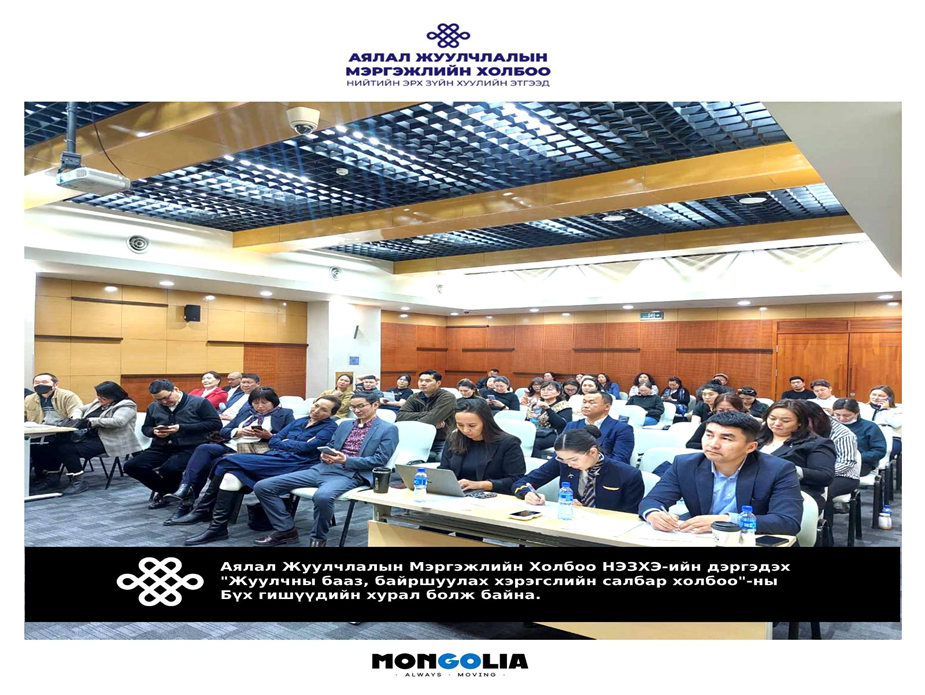 АЯЛАЛ ЖУУЛЧЛАЛЫН
МЭРГЭЖЛИЙН ХОЛБОО
НИЙТИЙН ЭРХ ЗҮЙН ХУУЛИЙН ЭТГЭЭД
Аялал Жуулчлалын Мэргэжлийн Холбоо НЭЗХЭ-ийн дэргэдэх
"Жуулчны бааз, байршуулах хэрэгслийн салбар холбоо"-ны
Бүх гишүүдийн хурал болж байна.
MONGOLIA
· ALWAYS · MOVING ·